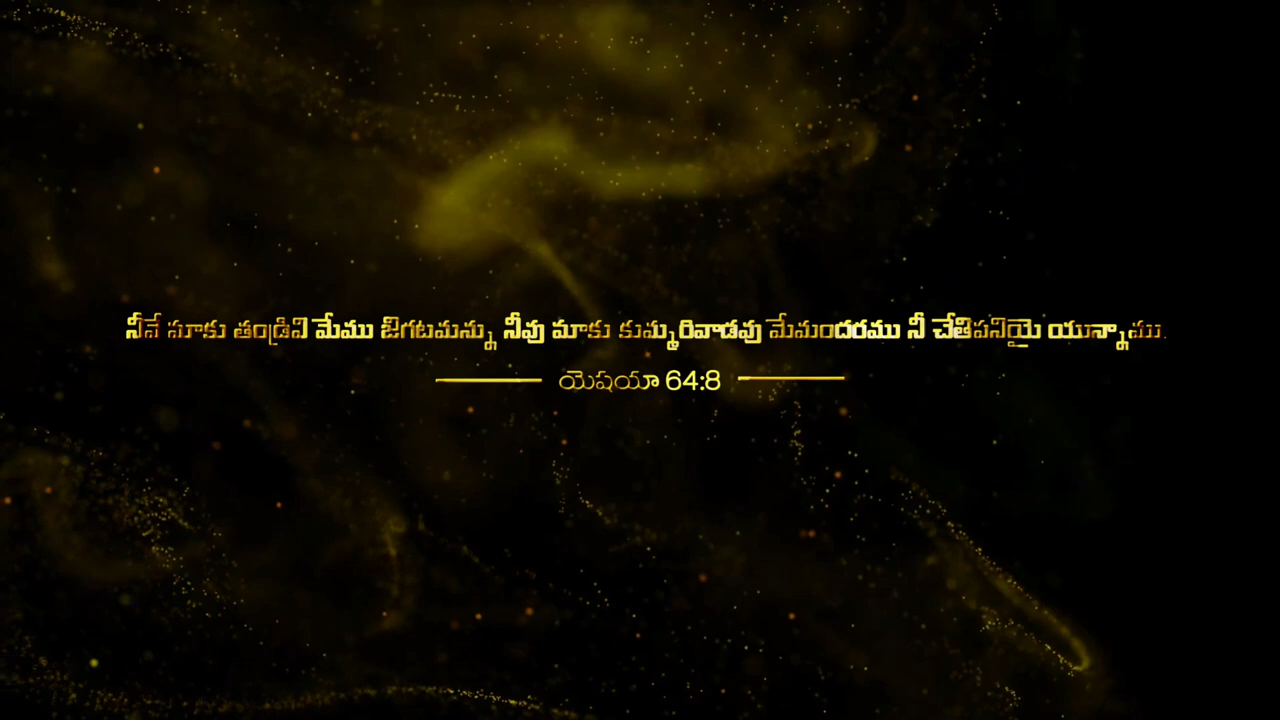 నీవే మాకు తండ్రివి మేము జిగటమన్ను నీవు మాకు కుమ్మరివాడవు మేమందరము నీ చేతిపనియై యున్నాము.
యెషయా 64:8